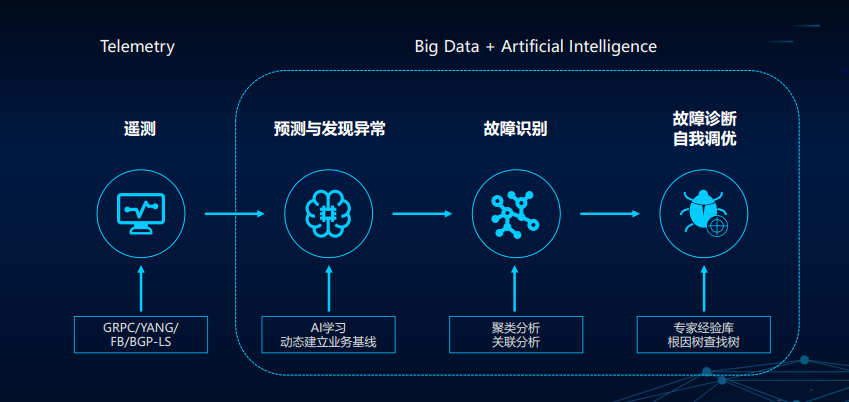 Telemetry
Big Data + Artificial Intelligence
遥测
预测与发现异常
故障识别
故障诊断
自我调优
GRPC/YANG/
FB/BGP-LS
AI学习
动态建立业务基线
聚类分析
关联分析
专家经验库
根因树查找树